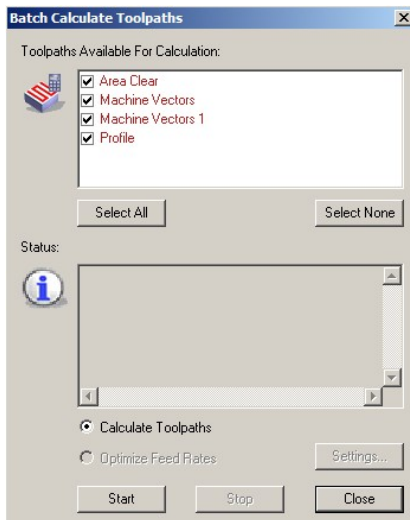 Batch Calculate Toolpaths
Toolpaths Available For Calculation:
Area Clear
Machine Vectors
Machine Vectors 1
Profile
Select All Select None
Status:
Calculate Toolpaths
Optimize Feed Rates Settings...
Start Stop Close